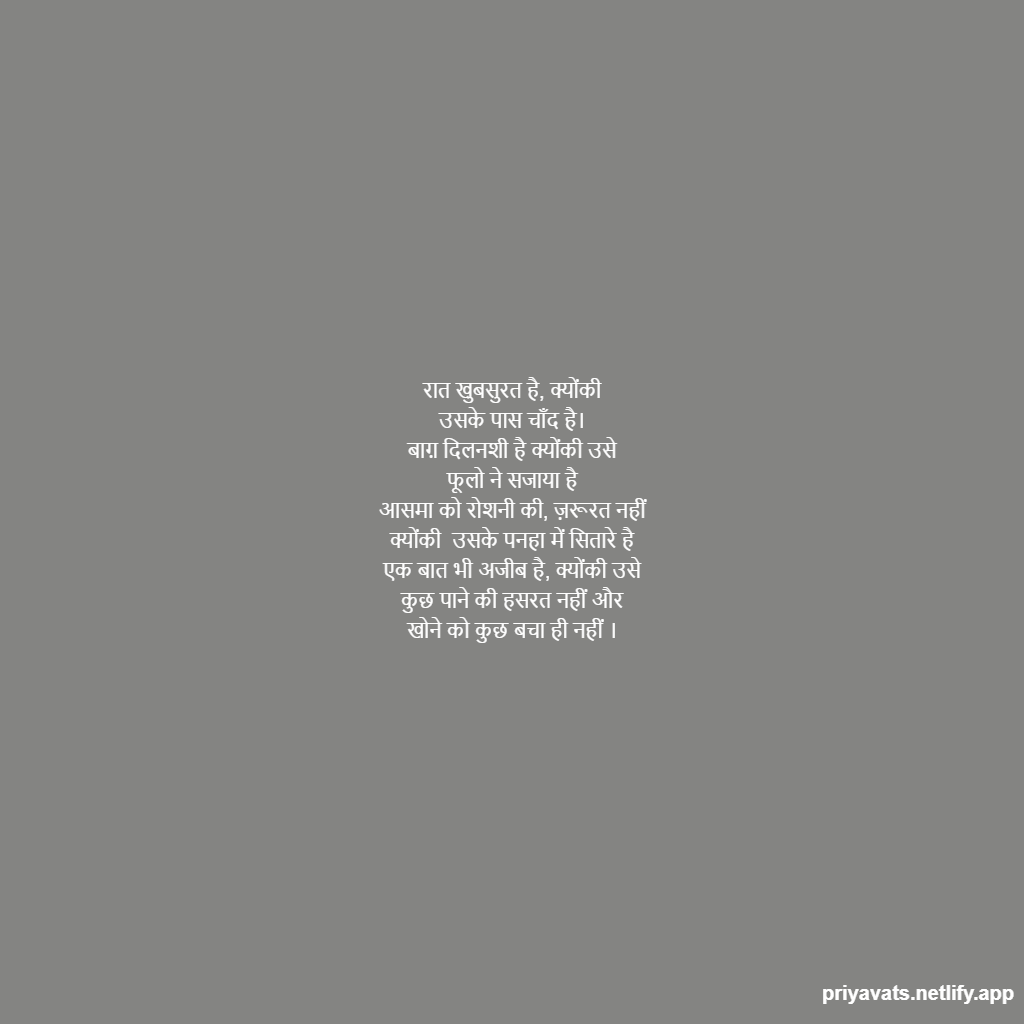 रात खुबसुरत है, क्योंकी
उसके पास चाँद है।
बाग़ दिलनशी है क्योंकी उसे
फूलो ने सजाया है
आसमा को रोशनी की, ज़रूरत नहीं
क्योंकी  उसके पनहा में सितारे है
एक बात भी अजीब है, क्योंकी उसे
कुछ पाने की हसरत नहीं और
खोने को कुछ बचा ही नहीं ।
priyavats.netlify.app